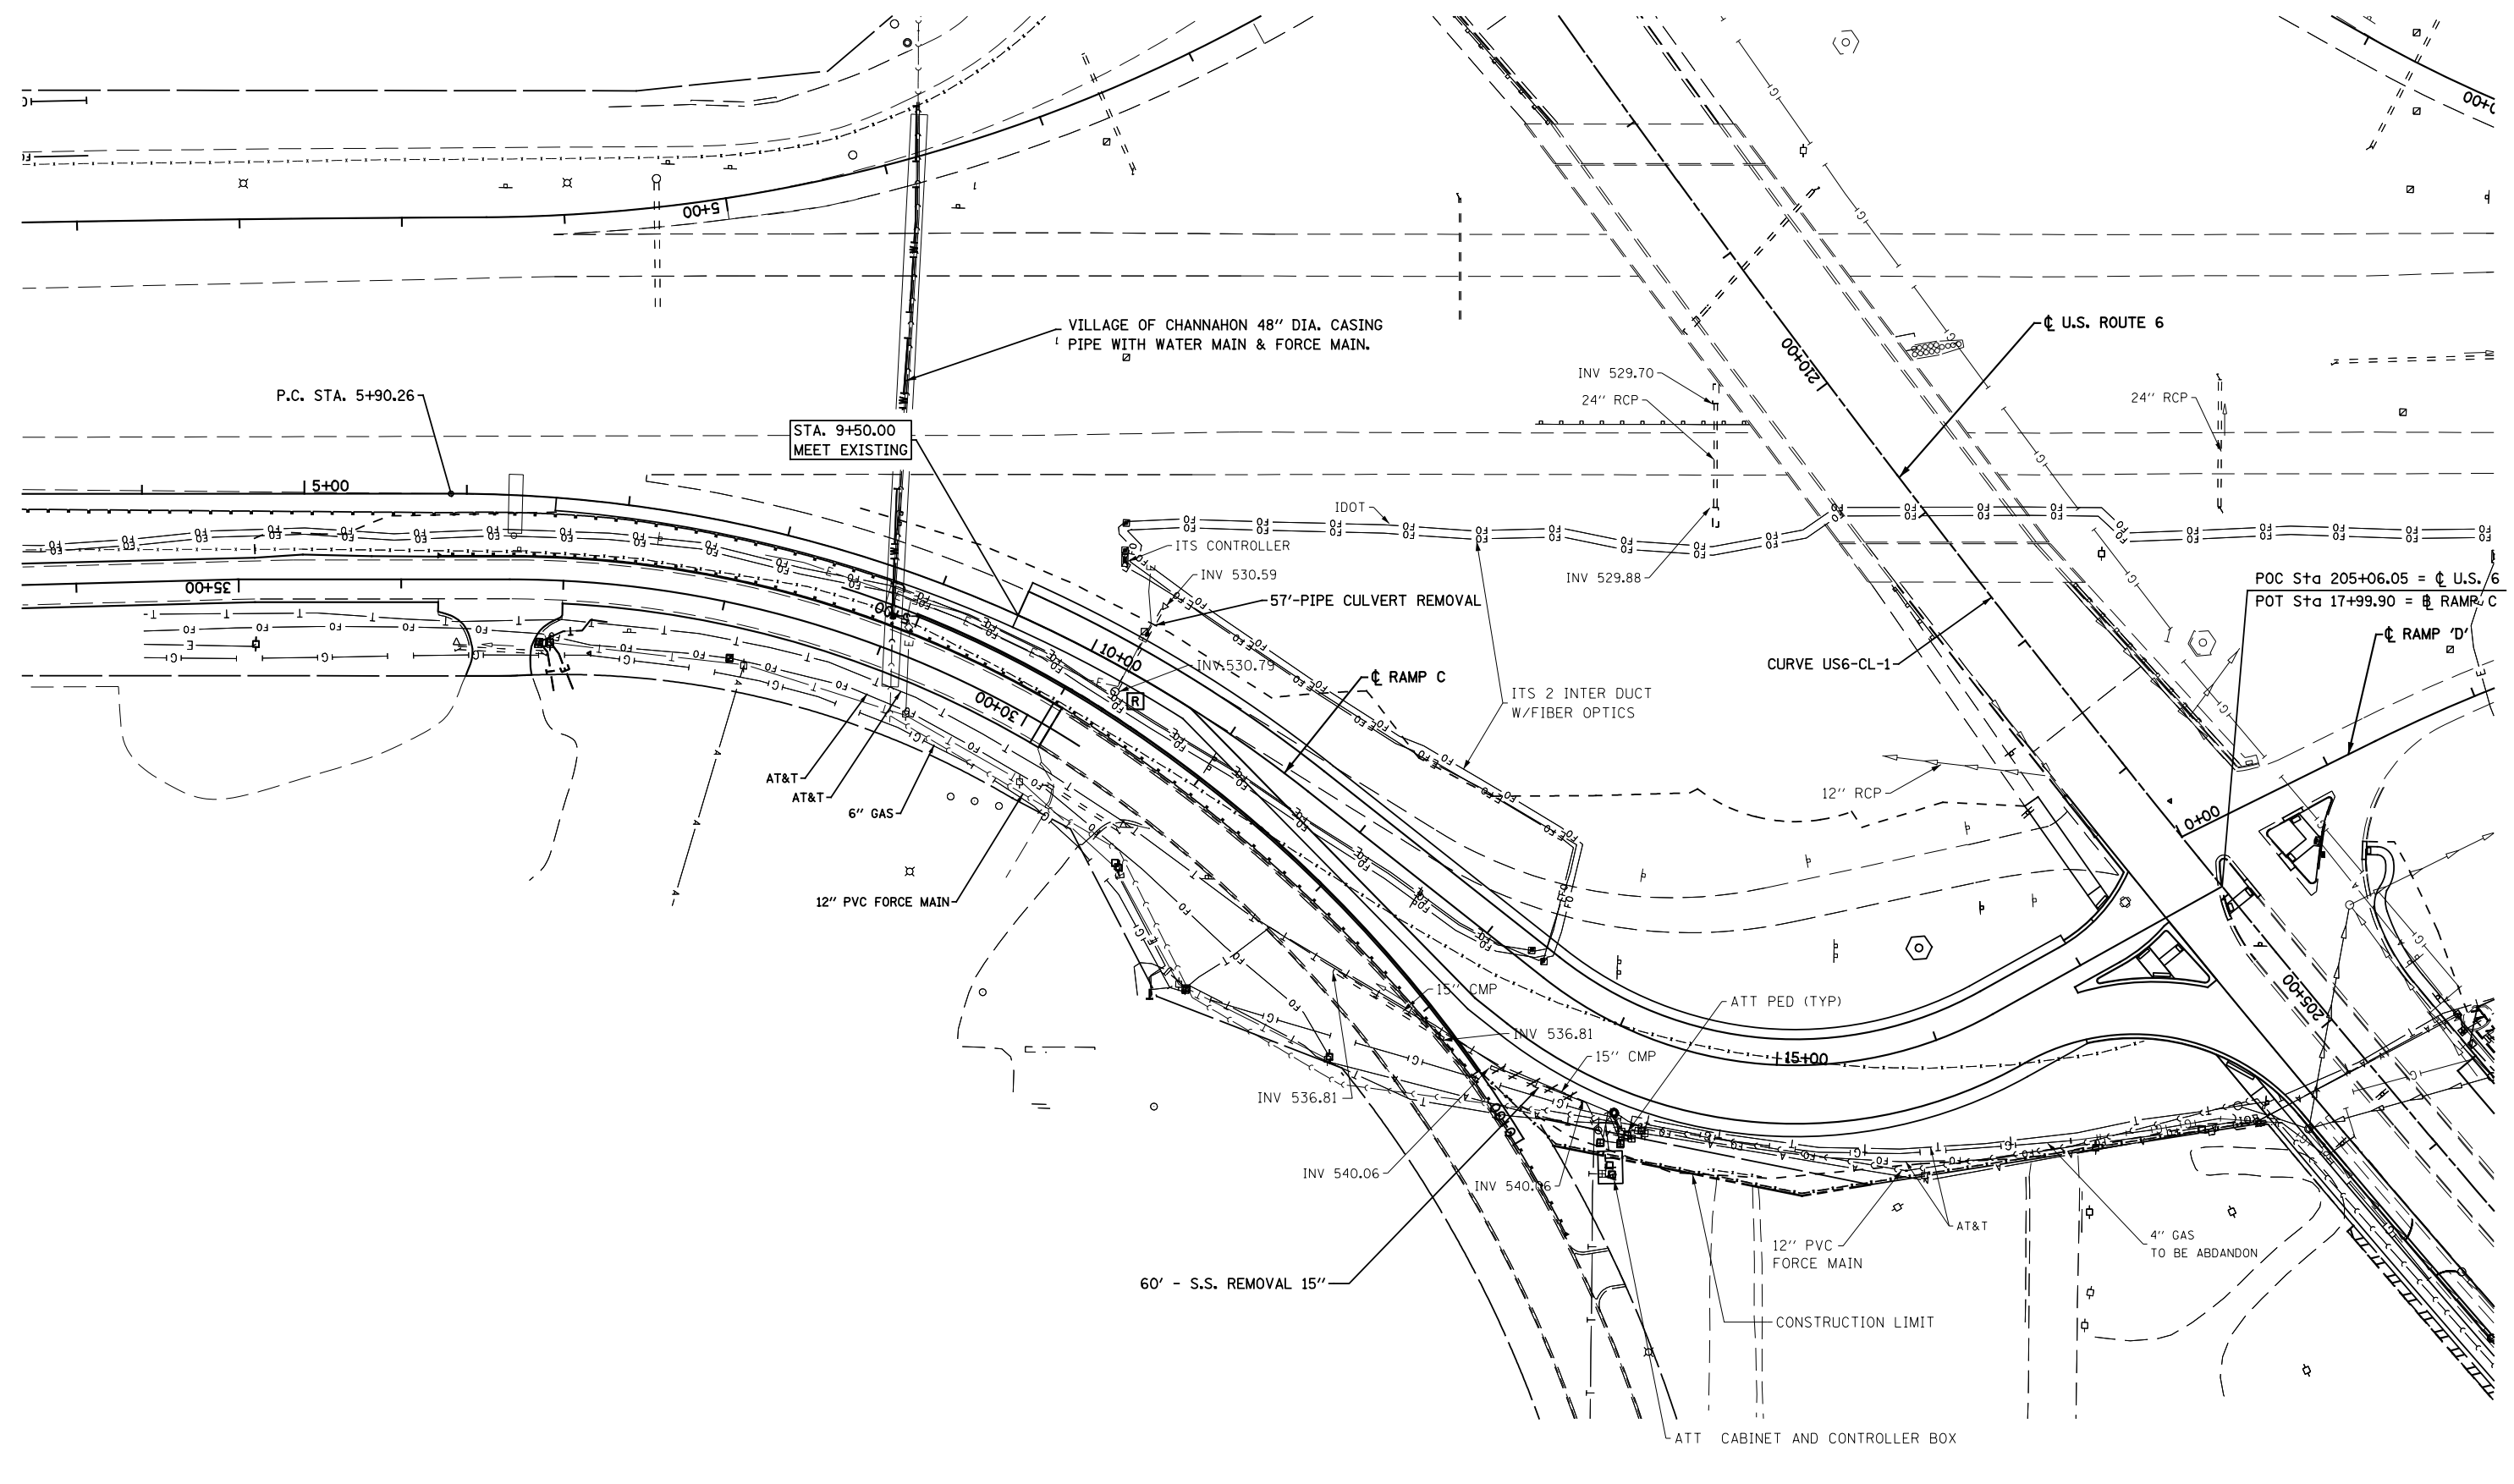 5+00
00+0
VILLAGE OF CHANNAHON 48" DIA. CASING
PIPE WITH WATER MAIN & FORCE MAIN.
℄ U.S. ROUTE 6
210+00
INV 529.70
24" RCP
24" RCP
P.C. STA. 5+90.26
STA. 9+50.00
MEET EXISTING
5+00
IDOT
ITS CONTROLLER
INV 530.59
INV 529.88
57'-PIPE CULVERT REMOVAL
POC Sta 205+06.05 = ℄ U.S. 6
POT Sta 17+99.90 = ⅊ RAMP C
35+00
10+00
℄ RAMP 'D'
INV.530.79
℄ RAMP C
CURVE US6-CL-1
R
30+00
ITS 2 INTER DUCT
W/FIBER OPTICS
AT&T
AT&T
6" GAS
12" RCP
0+00
12" PVC FORCE MAIN
15" CMP
ATT PED (TYP)
205+00
INV 536.81
15" CMP
15+00
INV 536.81
INV 540.06
INV 540.06
AT&T
12" PVC
FORCE MAIN
4" GAS
TO BE ABDANDON
60' - S.S. REMOVAL 15"
CONSTRUCTION LIMIT
ATT CABINET AND CONTROLLER BOX